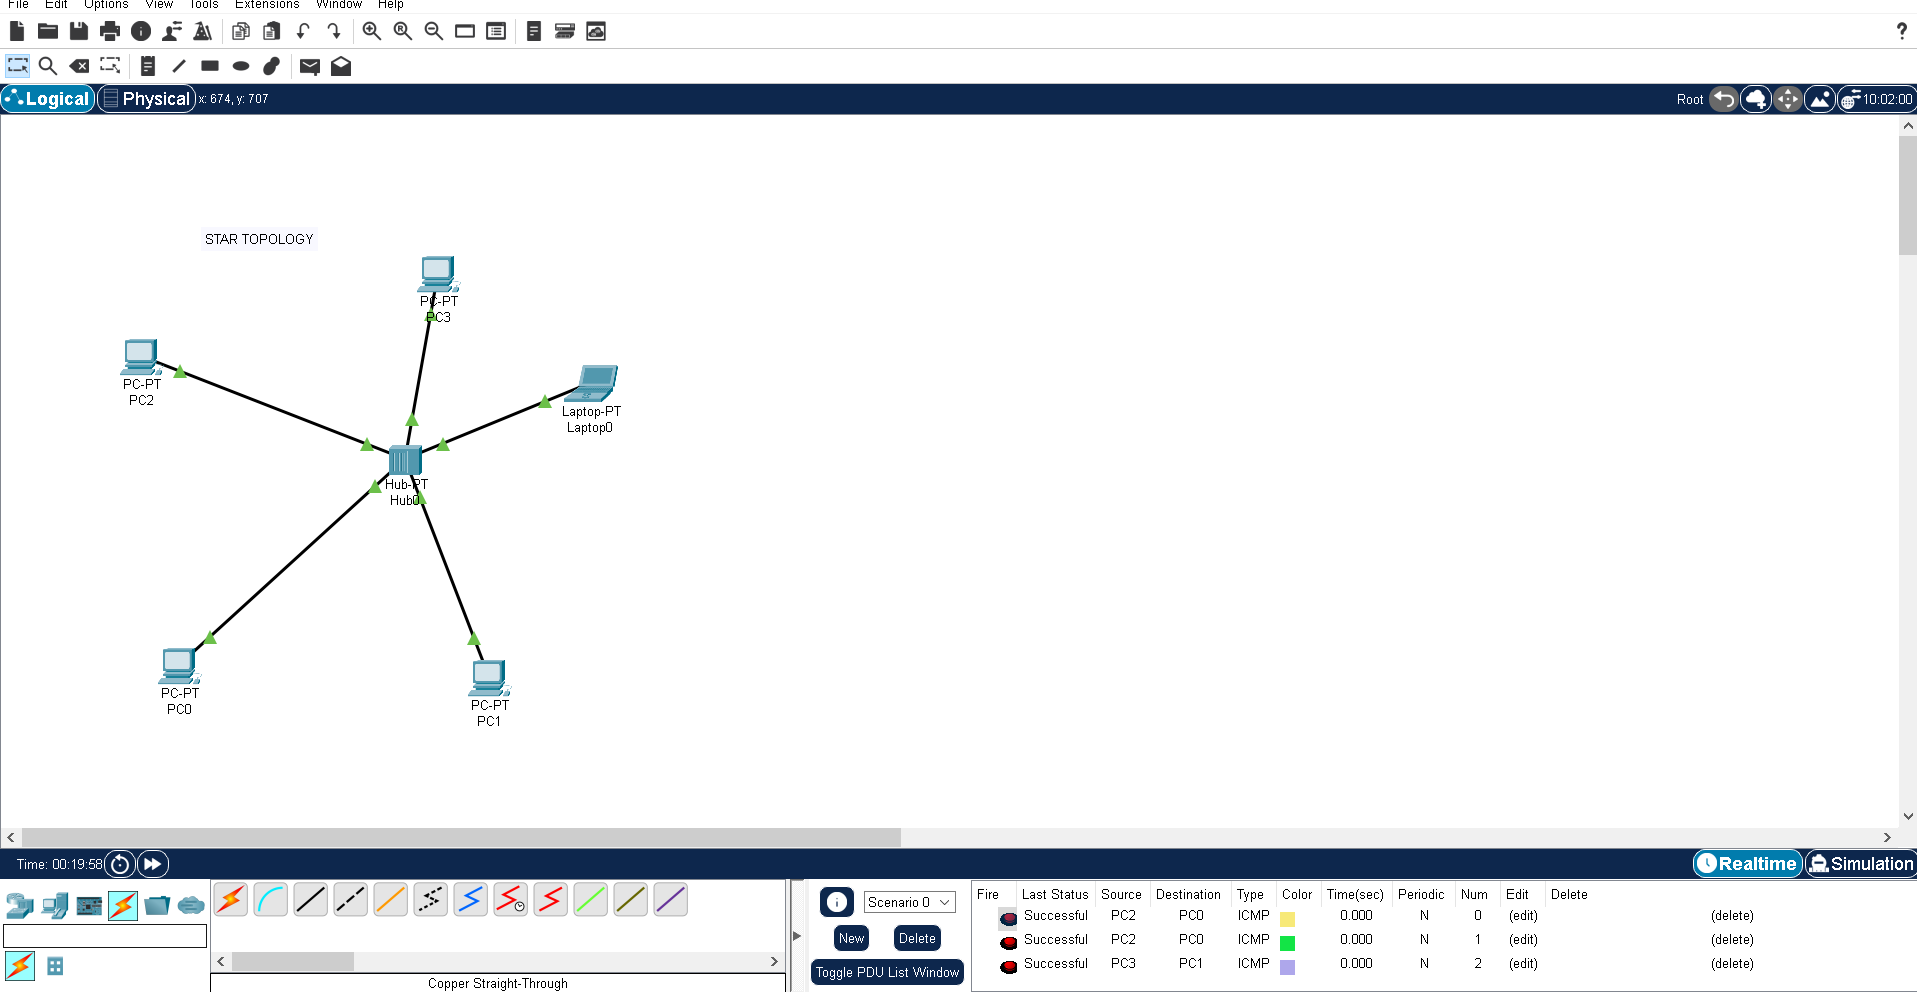 File Edit Options View Tools Extensions Window Help
?
Logical Physical x: 674, y: 707 Root 10:02:00
STAR TOPOLOGY
PC-PT
PC3
PC-PT
PC2
Laptop-PT
Laptop0
Hub-PT
Hub0
PC-PT
PC0
PC-PT
PC1
Time: 00:19:58 Realtime Simulation
Scenario 0
New Delete
Toggle PDU List Window
Copper Straight-Through
Fire Last Status Source Destination Type Color Time(sec) Periodic Num Edit Delete
Successful PC2 PC0 ICMP 0.000 N 0 (edit) (delete)
Successful PC2 PC0 ICMP 0.000 N 1 (edit) (delete)
Successful PC3 PC1 ICMP 0.000 N 2 (edit) (delete)